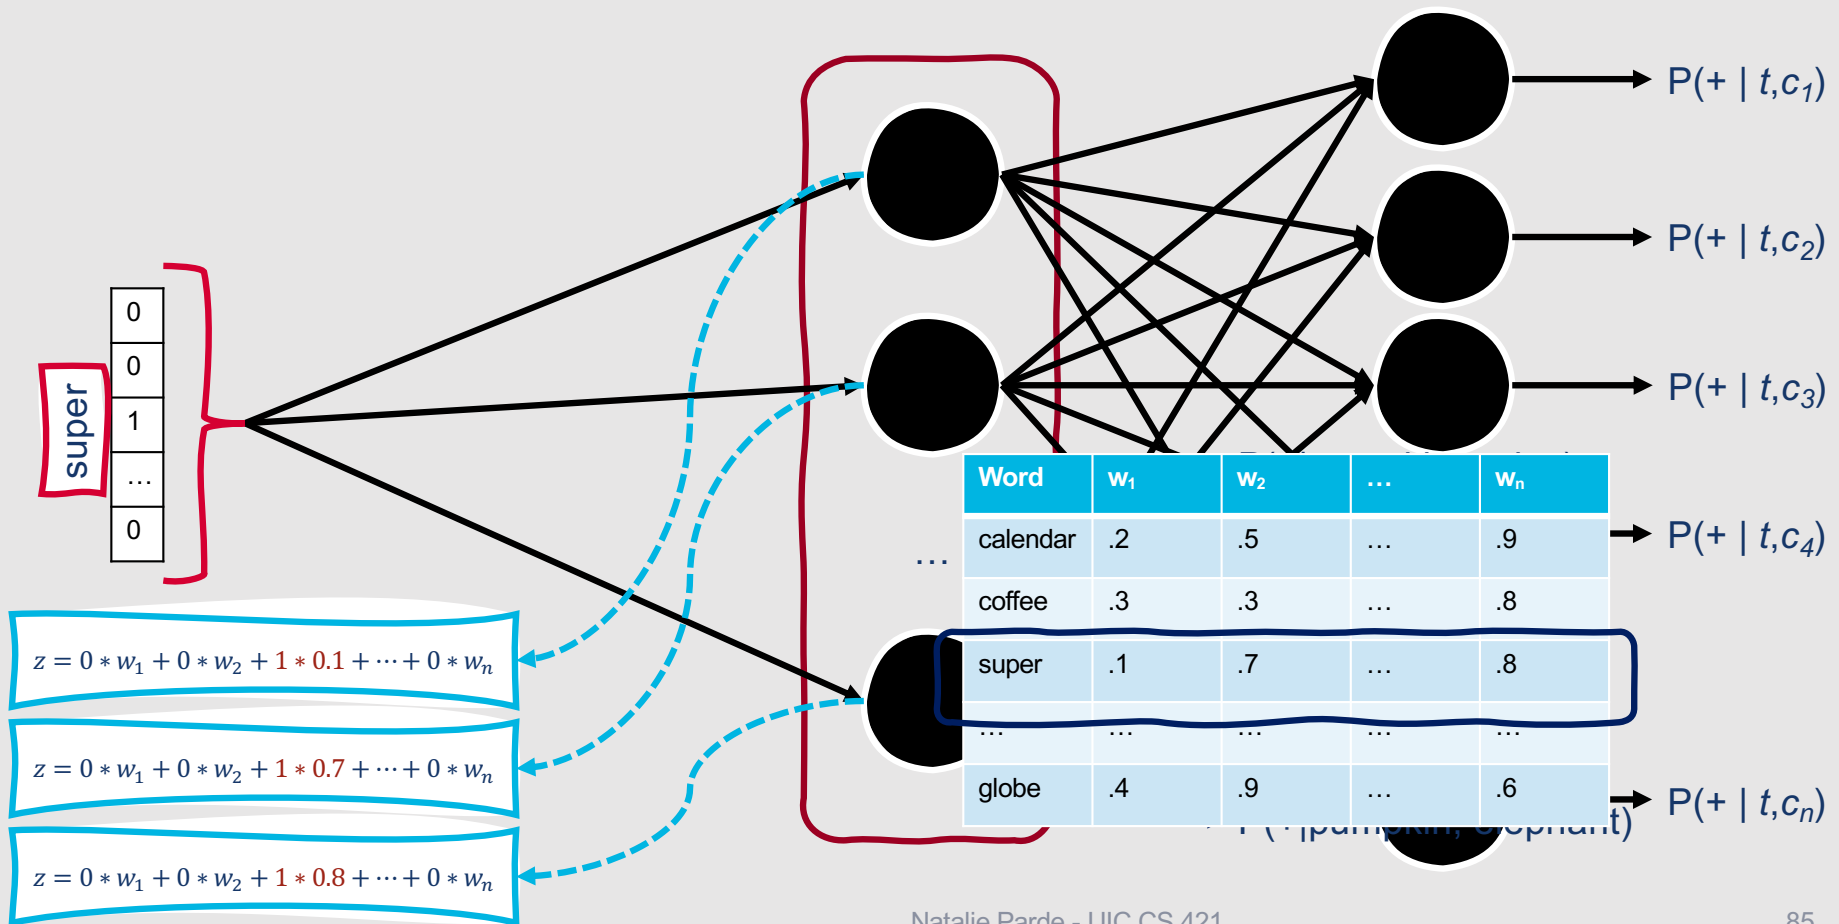 P(+ | t,c1)
P(+ | t,c2)
P(+ | t,c3)
P(+ | t,c4)
P(+ | t,cn)
super
0
0
1
…
0
…
Word w1 w2 … wn
calendar .2 .5 … .9
coffee .3 .3 … .8
super .1 .7 … .8
… … … …
globe .4 .9 … .6
P(+|pumpkin, elephant)
z = 0 * w1 + 0 * w2 + 1 * 0.1 + ⋯ + 0 * wn
z = 0 * w1 + 0 * w2 + 1 * 0.7 + ⋯ + 0 * wn
z = 0 * w1 + 0 * w2 + 1 * 0.8 + ⋯ + 0 * wn
Natalie Parde - UIC CS 421
85